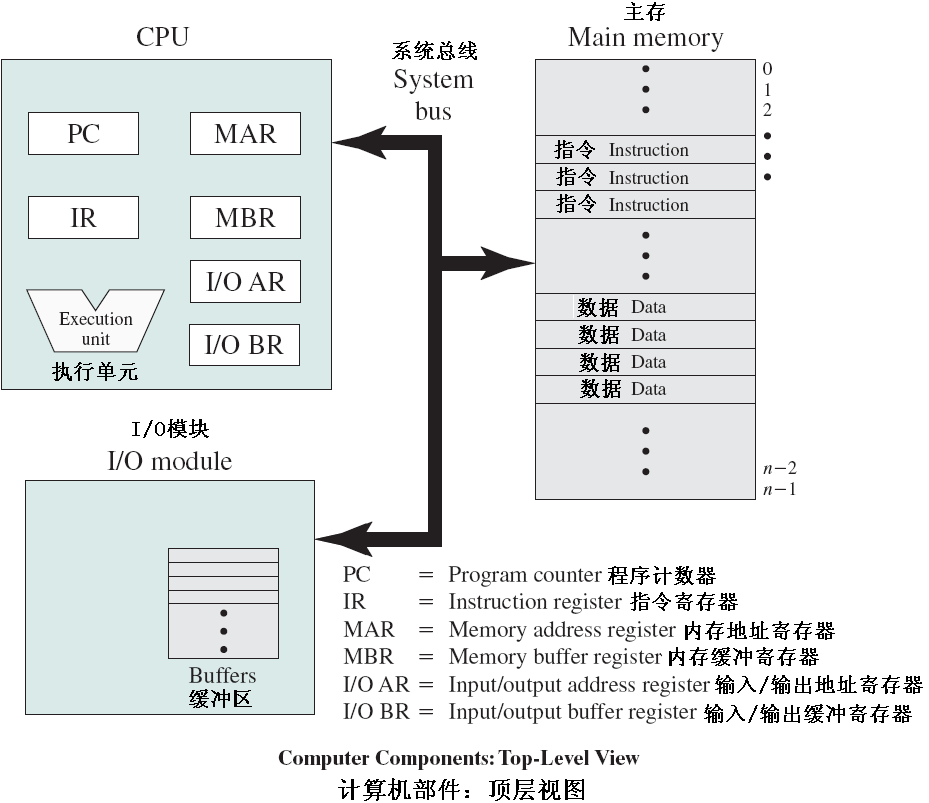 CPU
PC
MAR
IR
MBR
I/O AR
I/O BR
Execution
unit
执行单元
系统总线
System
bus
主存
Main memory
0
1
2
指令 Instruction
指令 Instruction
指令 Instruction
数据 Data
数据 Data
数据 Data
数据 Data
n−2
n−1
I/O模块
I/O module
Buffers
缓冲区
PC = Program counter 程序计数器
IR = Instruction register 指令寄存器
MAR = Memory address register 内存地址寄存器
MBR = Memory buffer register 内存缓冲寄存器
I/O AR = Input/output address register 输入/输出地址寄存器
I/O BR = Input/output buffer register 输入/输出缓冲寄存器
Computer Components: Top-Level View
计算机部件：顶层视图